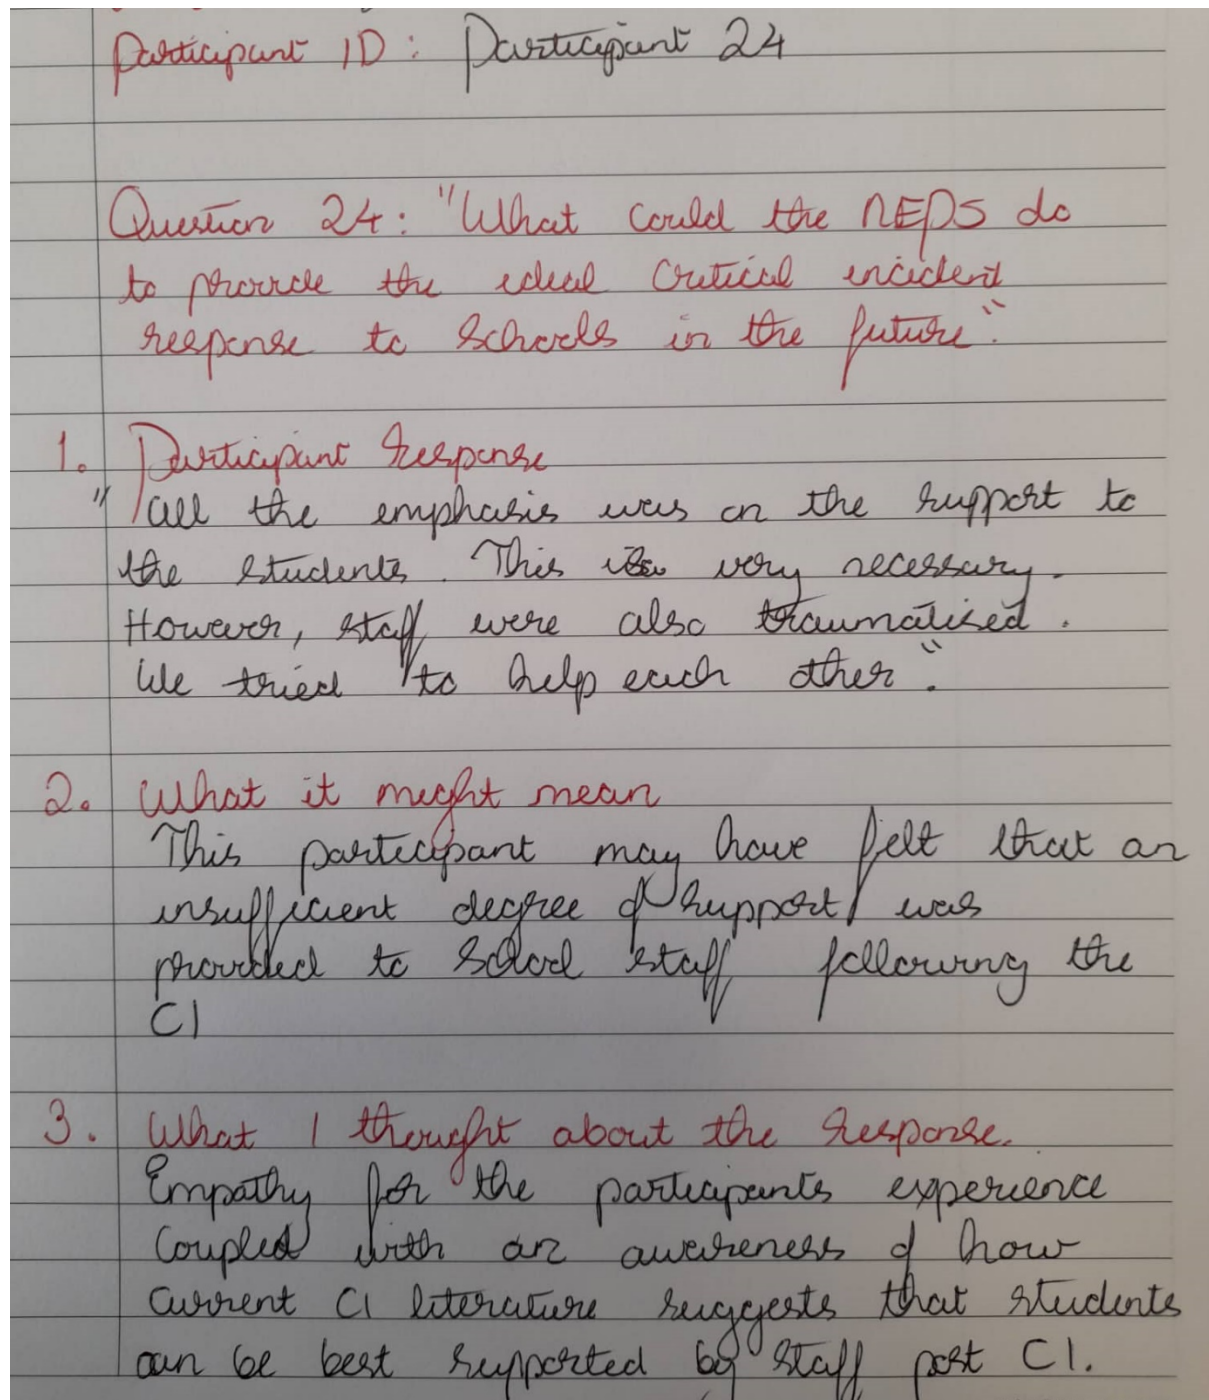 Participant ID: Participant 24
Question 24: "What could the NEPS do
to provide the ideal Critical incident
response to Schools in the future"
1. Participant Response
"all the emphasis was on the support to
the students. This is very necessary.
However, staff were also traumatised.
We tried to help each other".
2. What it might mean
This participant may have felt that an
insufficient degree of support was
provided to school staff following the
CI
3. What I thought about the Response.
Empathy for the participants experience
Coupled with an awareness of how
current CI literature suggests that students
can be best supported by staff post CI.